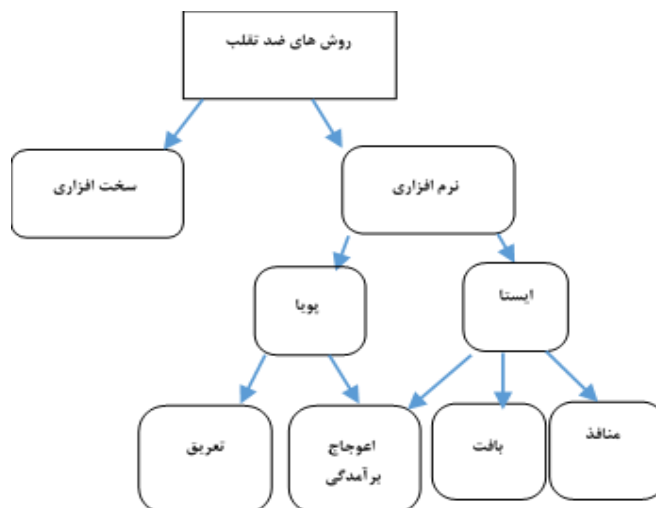 روش های ضد تقلب
نرم افزاری
سخت افزاری
ایستا
پویا
منافذ
بافت
اعوجاج
برآمدگی
تعریق